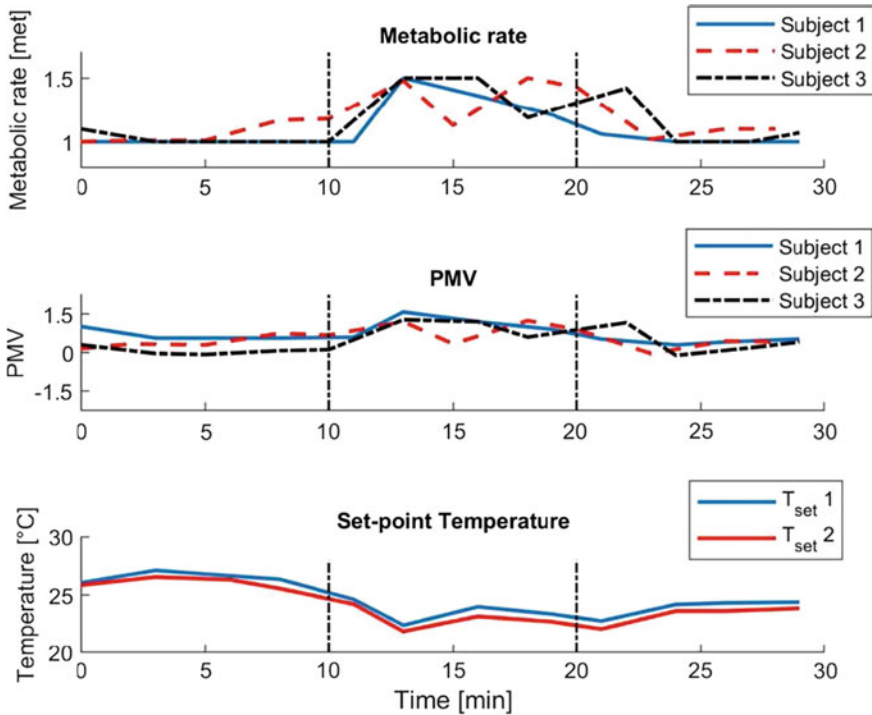 Metabolic rate
Subject 1
Subject 2
Subject 3
Metabolic rate [met]
1.5
1
0 5 10 15 20 25 30
PMV
Subject 1
Subject 2
Subject 3
PMV
1.5
0
-1.5
0 5 10 15 20 25 30
Set-point Temperature
T_set 1
T_set 2
Temperature [°C]
30
25
20
0 5 10 15 20 25 30
Time [min]